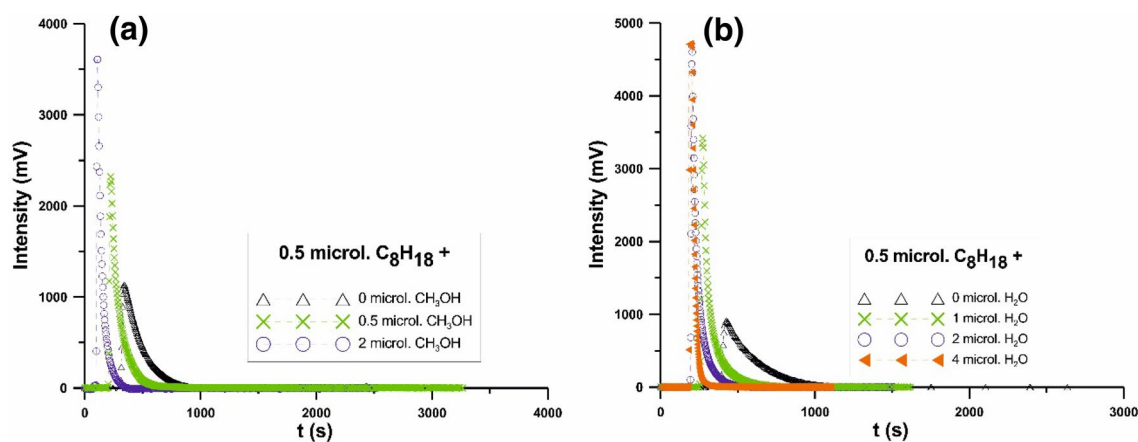 (a)
Intensity (mV)
4000
3000
2000
1000
0
0 1000 2000 3000 4000
t (s)
0.5 microl. C8H18 +
0 microl. CH3OH
0.5 microl. CH3OH
2 microl. CH3OH
(b)
Intensity (mV)
5000
4000
3000
2000
1000
0
0 1000 2000 3000 4000
t (s)
0.5 microl. C8H18 +
0 microl. H2O
1 microl. H2O
2 microl. H2O
4 microl. H2O